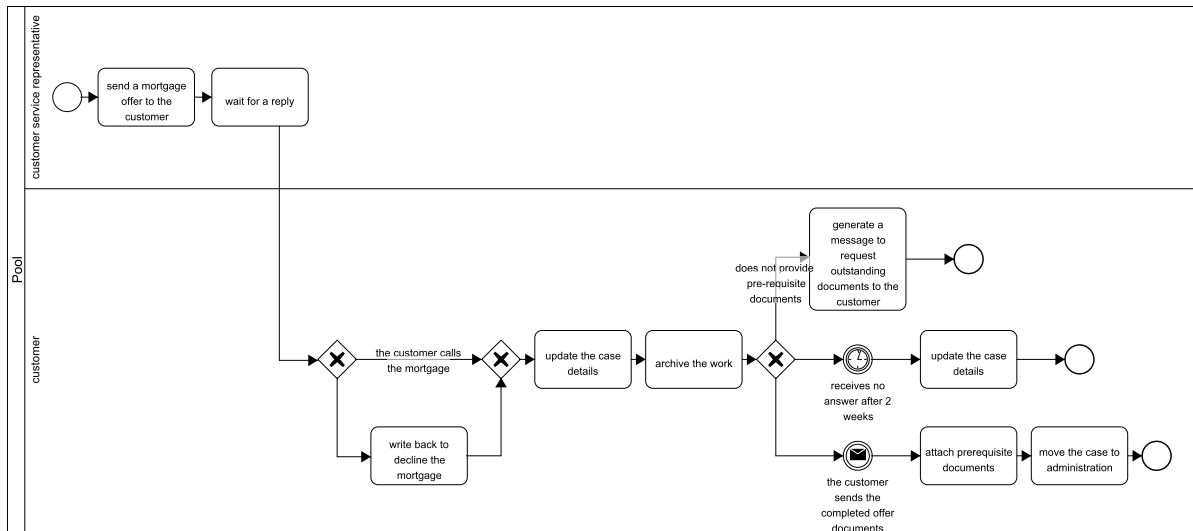 Pool
customer service representative
send a mortgage
offer to the
customer
wait for a reply
customer
the customer calls
the mortgage
write back to
decline the
mortgage
update the case
details
archive the work
does not provide
pre-requisite
documents
generate a
message to
request
outstanding
documents to the
customer
receives no
answer after 2
weeks
update the case
details
the customer
sends the
completed offer
documents
attach prerequisite
documents
move the case to
administration